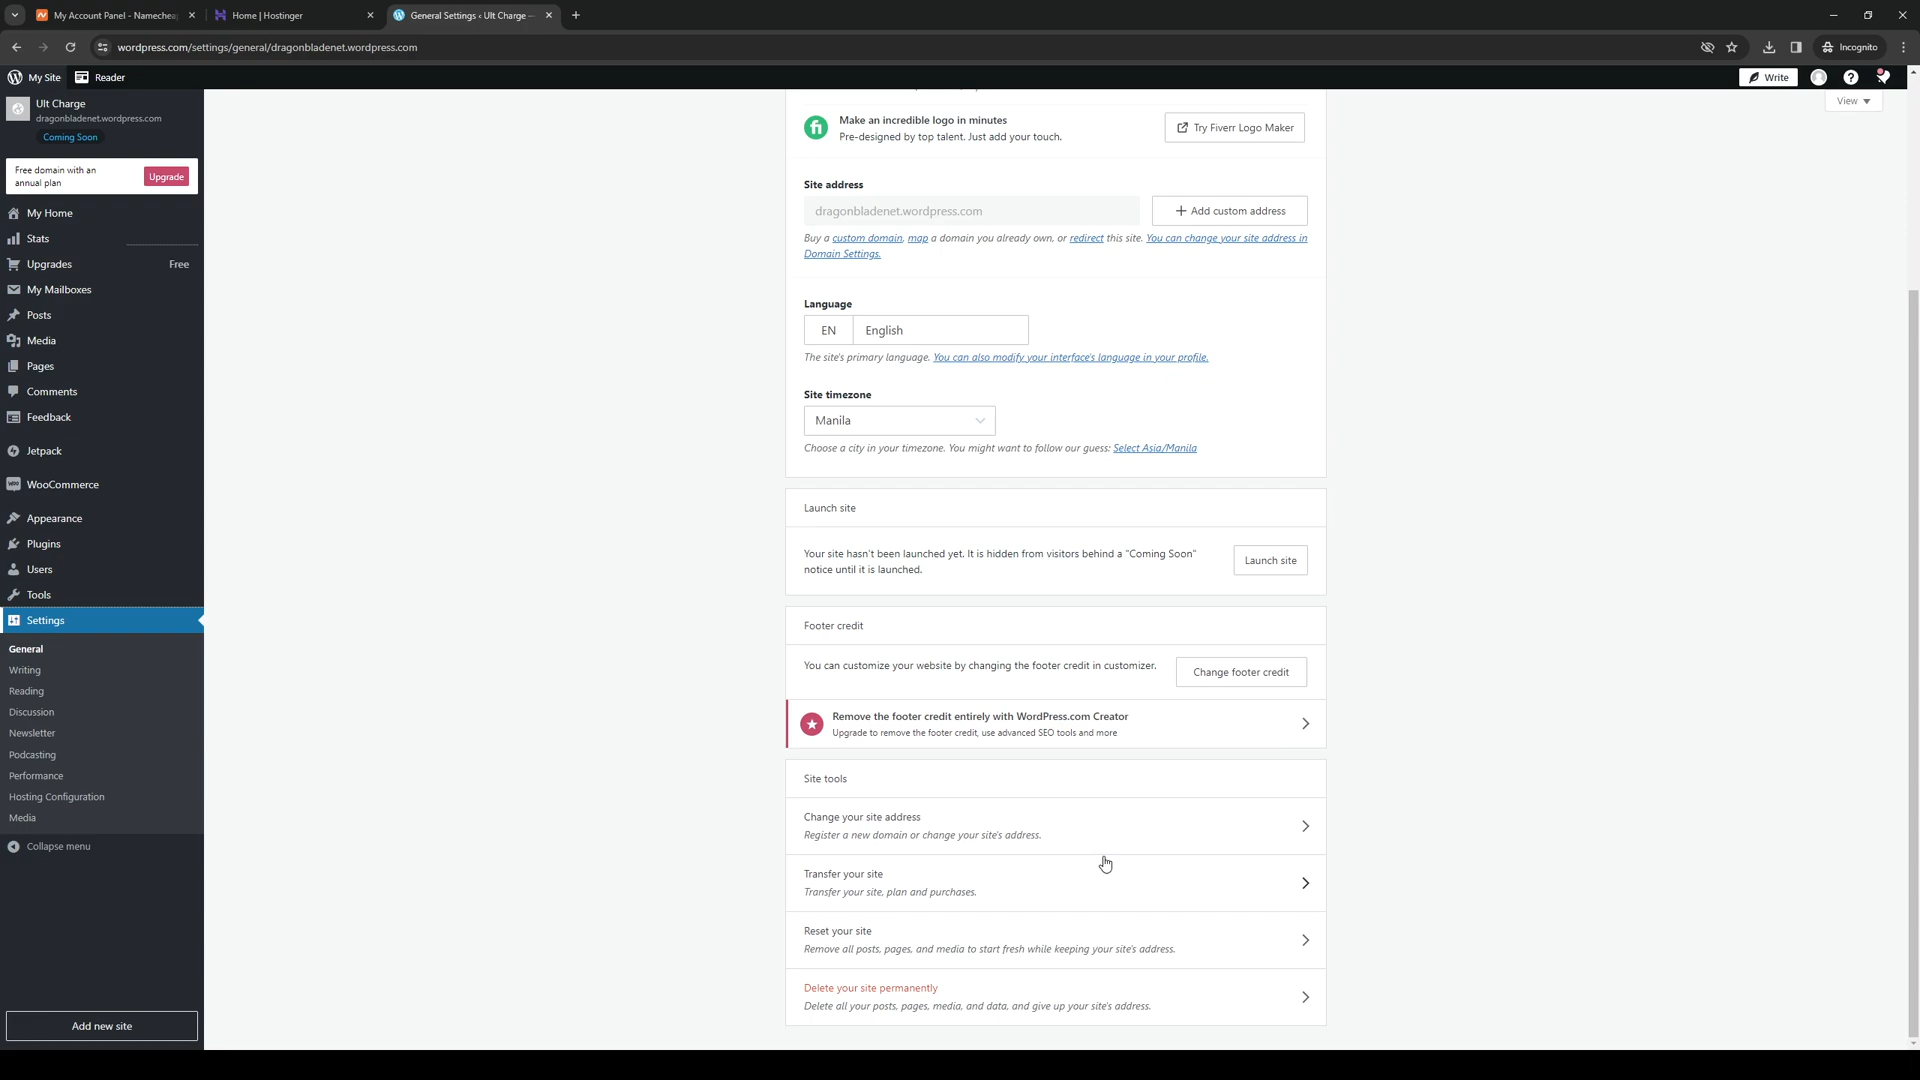 My Account Panel - Namecheap
Home | Hostinger
General Settings ‹ Ult Charge —
wordpress.com/settings/general/dragonbladenet.wordpress.com
Incognito
My Site
Reader
Write
Ult Charge
dragonbladenet.wordpress.com
Coming Soon
Free domain with an
annual plan
Upgrade
My Home
Stats
Upgrades
Free
My Mailboxes
Posts
Media
Pages
Comments
Feedback
Jetpack
WooCommerce
Appearance
Plugins
Users
Tools
Settings
General
Writing
Reading
Discussion
Newsletter
Podcasting
Performance
Hosting Configuration
Media
Collapse menu
Add new site
View
fi
Make an incredible logo in minutes
Pre-designed by top talent. Just add your touch.
Try Fiverr Logo Maker
Site address
dragonbladenet.wordpress.com
+ Add custom address
Buy a custom domain, map a domain you already own, or redirect this site. You can change your site address in
Domain Settings.
Language
EN
English
The site's primary language. You can also modify your interface's language in your profile.
Site timezone
Manila
Choose a city in your timezone. You might want to follow our guess: Select Asia/Manila
Launch site
Your site hasn't been launched yet. It is hidden from visitors behind a "Coming Soon"
notice until it is launched.
Launch site
Footer credit
You can customize your website by changing the footer credit in customizer.
Change footer credit
Remove the footer credit entirely with WordPress.com Creator
Upgrade to remove the footer credit, use advanced SEO tools and more
Site tools
Change your site address
Register a new domain or change your site's address.
Transfer your site
Transfer your site, plan and purchases.
Reset your site
Remove all posts, pages, and media to start fresh while keeping your site's address.
Delete your site permanently
Delete all your posts, pages, media, and data, and give up your site's address.